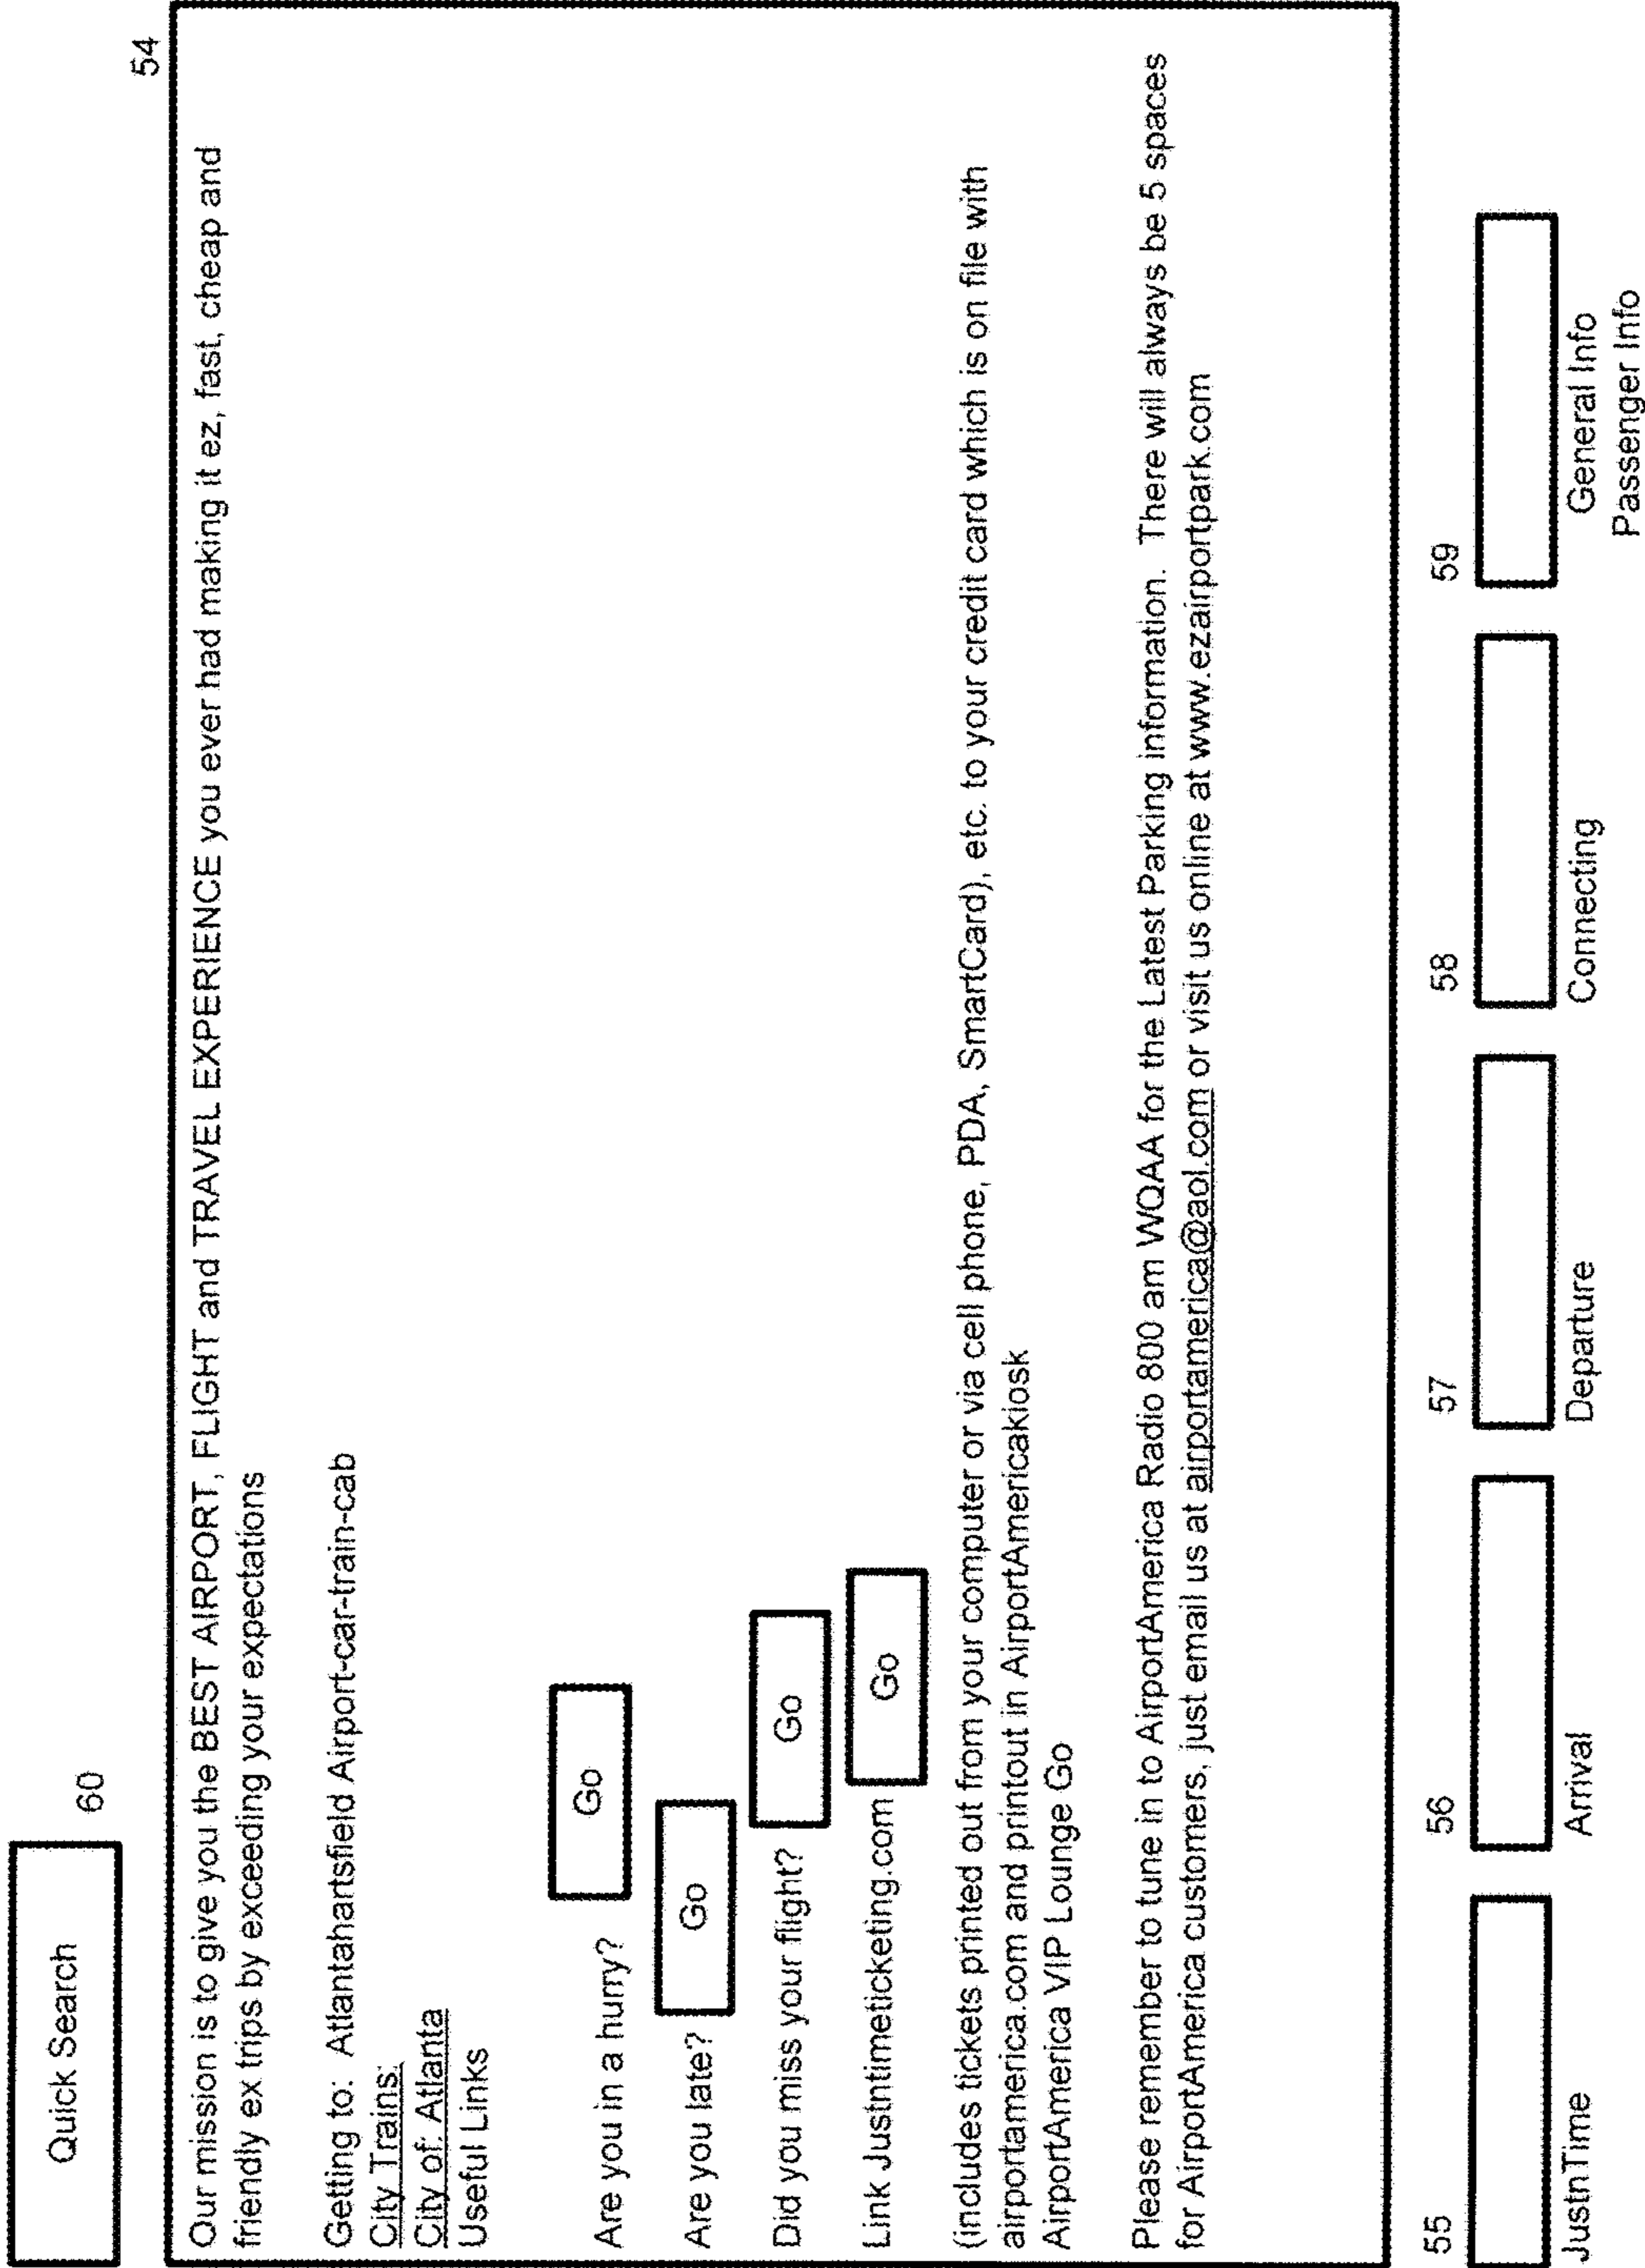 Quick Search
60
54
Our mission is to give you the BEST AIRPORT, FLIGHT and TRAVEL EXPERIENCE you ever had making it ez, fast, cheap and
friendly ex trips by exceeding your expectations
Getting to: Atlantahartsfield Airport-car-train-cab
City Trains:
City of: Atlanta
Useful Links
Are you in a hurry? Go
Are you late? Go
Did you miss your flight? Go
Link Justntimeticketing.com Go
(includes tickets printed out from your computer or via cell phone, PDA, SmartCard), etc. to your credit card which is on file with
airportamerica.com and printout in AirportAmericakiosk
AirportAmerica VIP Lounge Go
Please remember to tune in to AirportAmerica Radio 800 am WQAA for the Latest Parking information. There will always be 5 spaces
for AirportAmerica customers, just email us at airportamerica@aol.com or visit us online at www.ezairportpark.com
55 56 57 58 59
JustnTime Arrival Departure Connecting General Info
Passenger Info